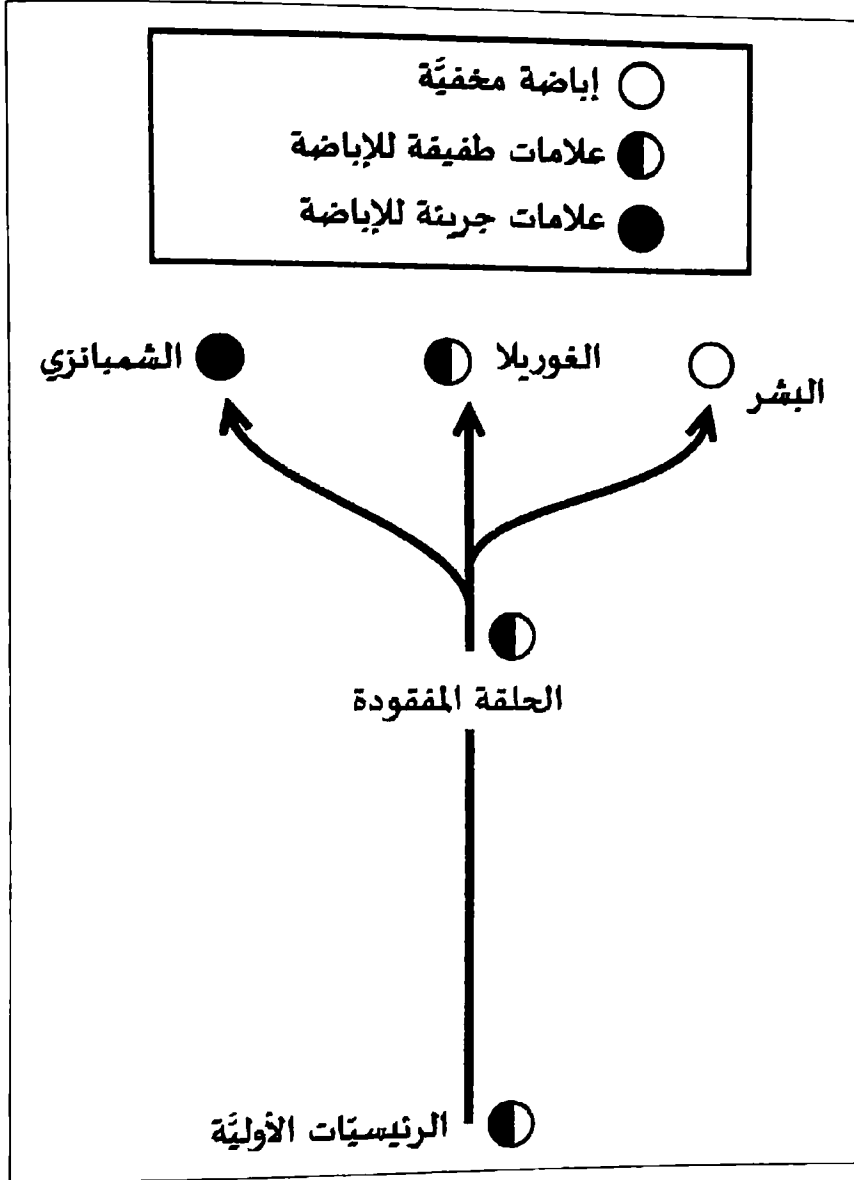 إباضة مخفيَّة
علامات طفيفة للإباضة
علامات جريئة للإباضة
البشر
الغوريلا
الشمبانزي
الحلقة المفقودة
الرئيسيّات الأوليَّة